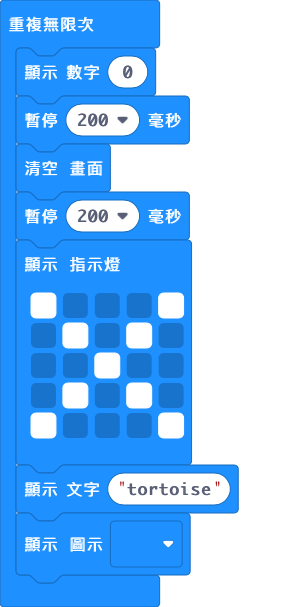 重複無限次
顯示 數字 0
暫停 200 毫秒
清空 畫面
暫停 200 毫秒
顯示 指示燈
顯示 文字 "tortoise"
顯示 圖示